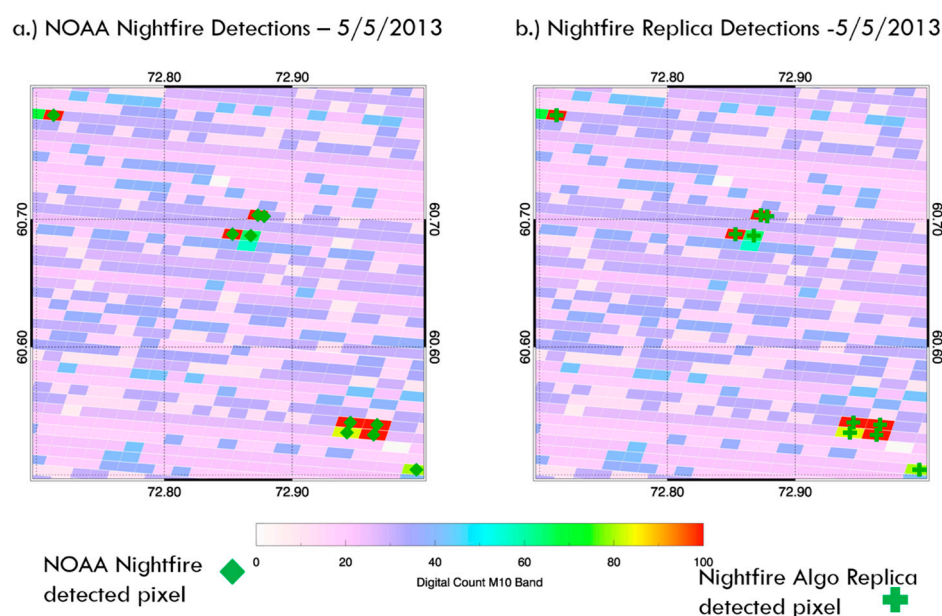 a.) NOAA Nightfire Detections – 5/5/2013
b.) Nightfire Replica Detections -5/5/2013
72.80 72.90
72.80 72.90
60.70
60.70
60.70
60.70
60.60
60.60
60.60
60.60
72.80 72.90
72.80 72.90
NOAA Nightfire
detected pixel
0 20 40 60 80 100
Digital Count M10 Band
Nightfire Algo Replica
detected pixel